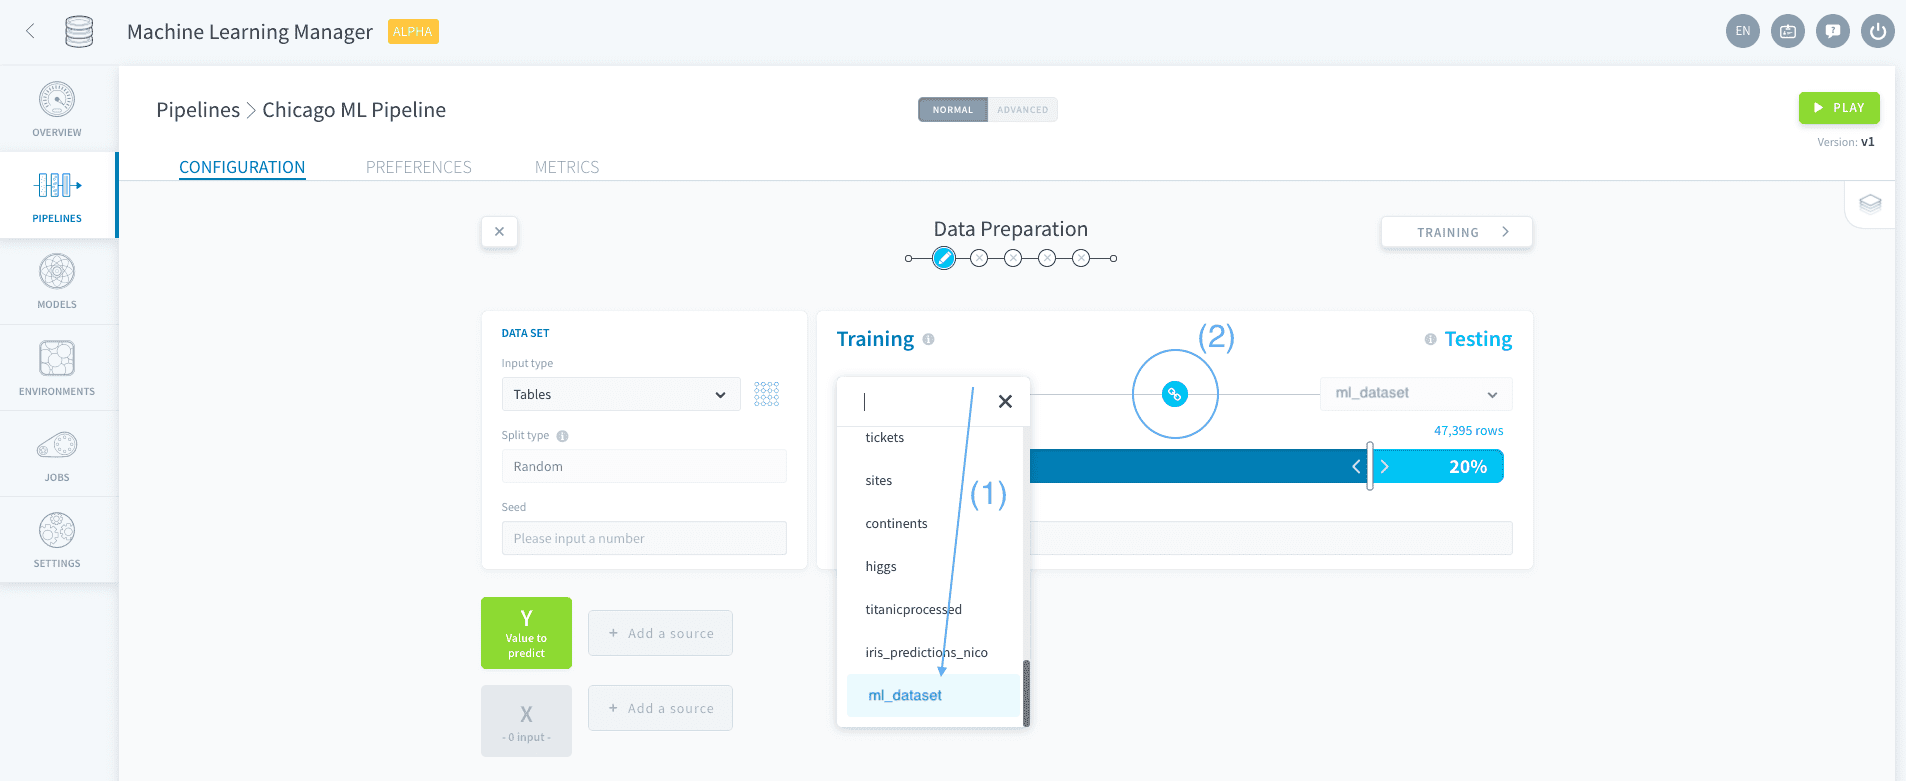 Machine Learning Manager ALPHA
EN
OVERVIEW
PIPELINES
MODELS
ENVIRONMENTS
JOBS
SETTINGS
Pipelines > Chicago ML Pipeline
NORMAL ADVANCED
PLAY
Version: v1
CONFIGURATION PREFERENCES METRICS
Data Preparation
TRAINING
DATA SET
Input type
Tables
Split type
Random
Seed
Please input a number
Training
(2)
Testing
ml_dataset
47,395 rows
20%
tickets
sites
(1)
continents
higgs
titanicprocessed
iris_predictions_nico
ml_dataset
Y
Value to
predict
+ Add a source
X
- 0 input -
+ Add a source